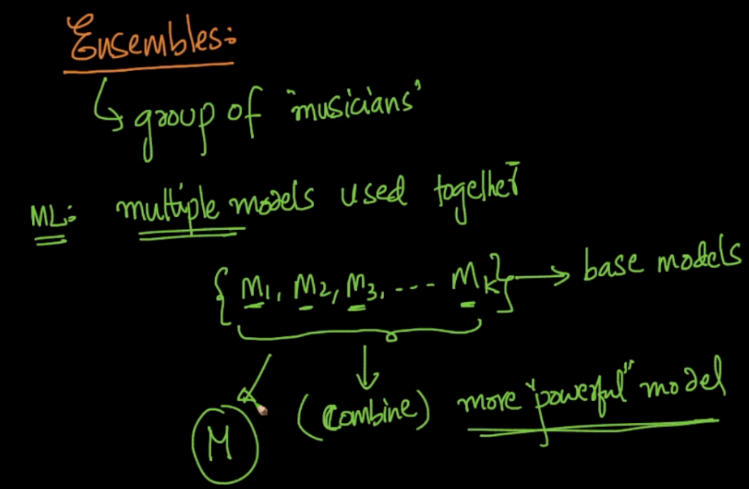 Ensembles:
group of "musicians"
ML: multiple models used together
{M1, M2, M3, ... Mk} → base models
(Combine) more "powerful" model
M